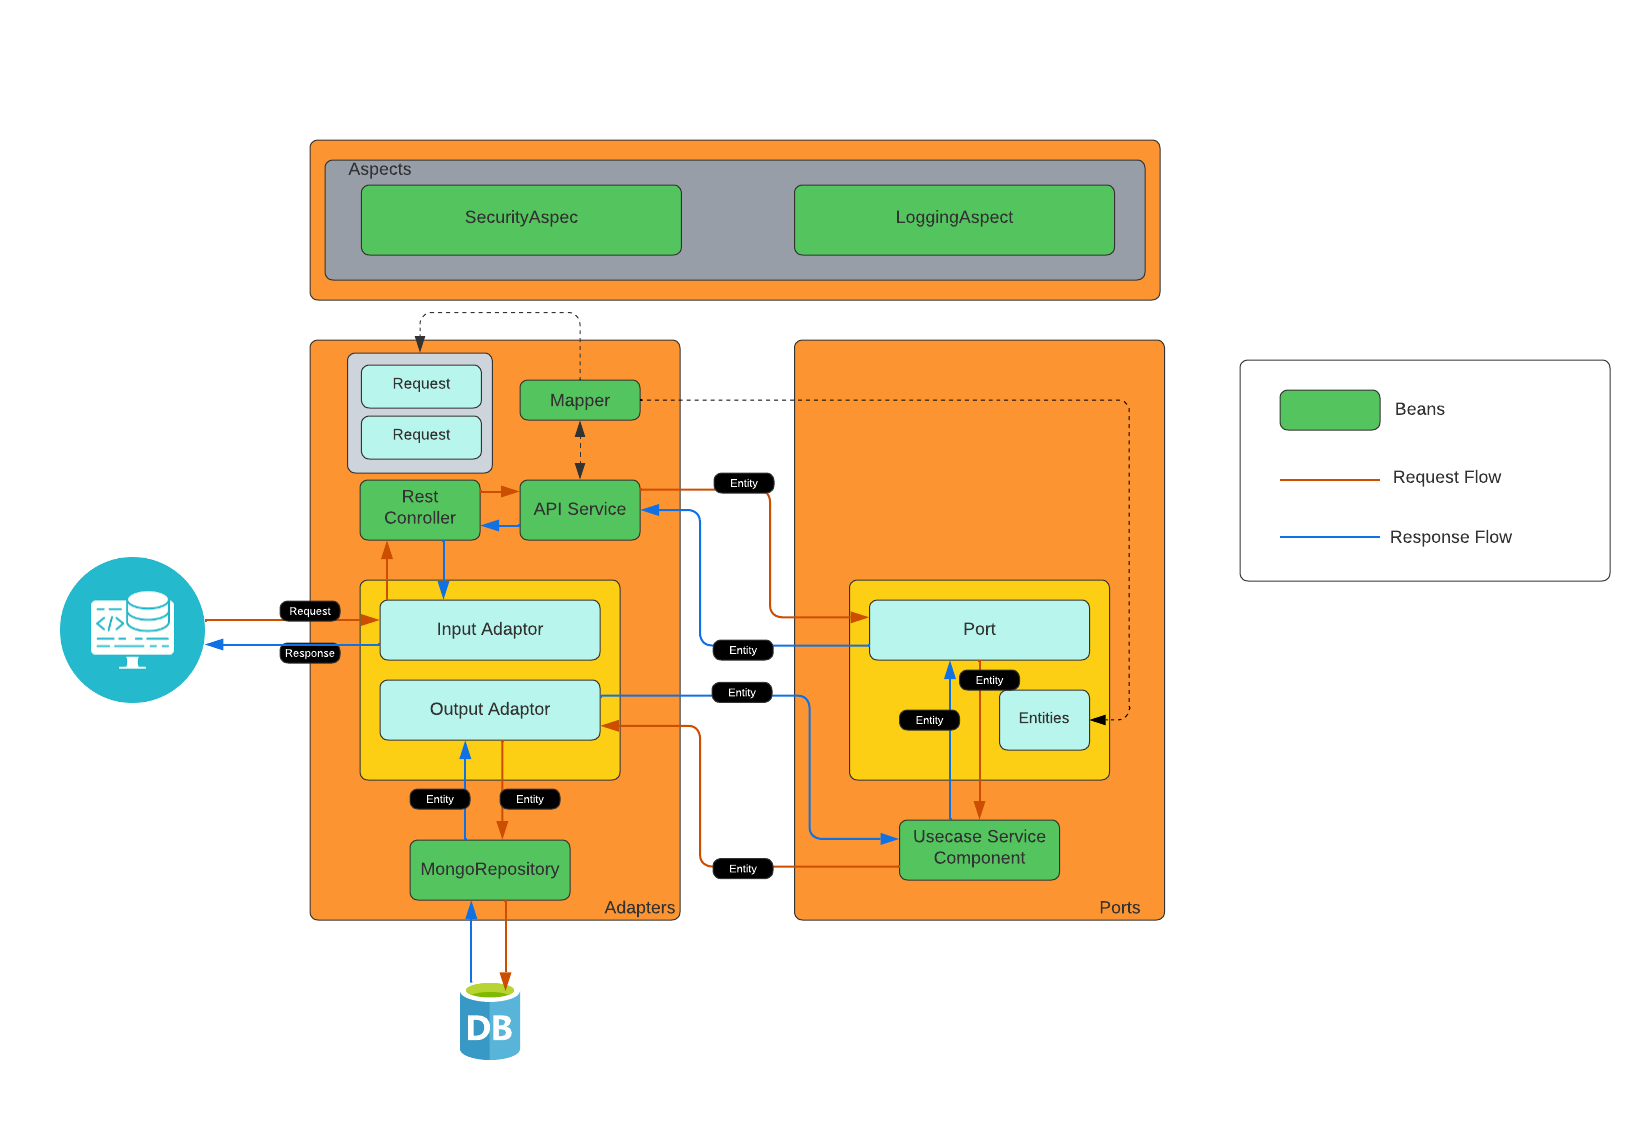 Aspects
SecurityAspec
LoggingAspect
Request
Request
Mapper
Rest
Conroller
API Service
Entity
Beans
Request Flow
Response Flow
Request
Response
Input Adaptor
Output Adaptor
Entity
Entity
Port
Entity
Entity
Entities
Entity
Entity
MongoRepository
Entity
Usecase Service
Component
Adapters
Ports
DB